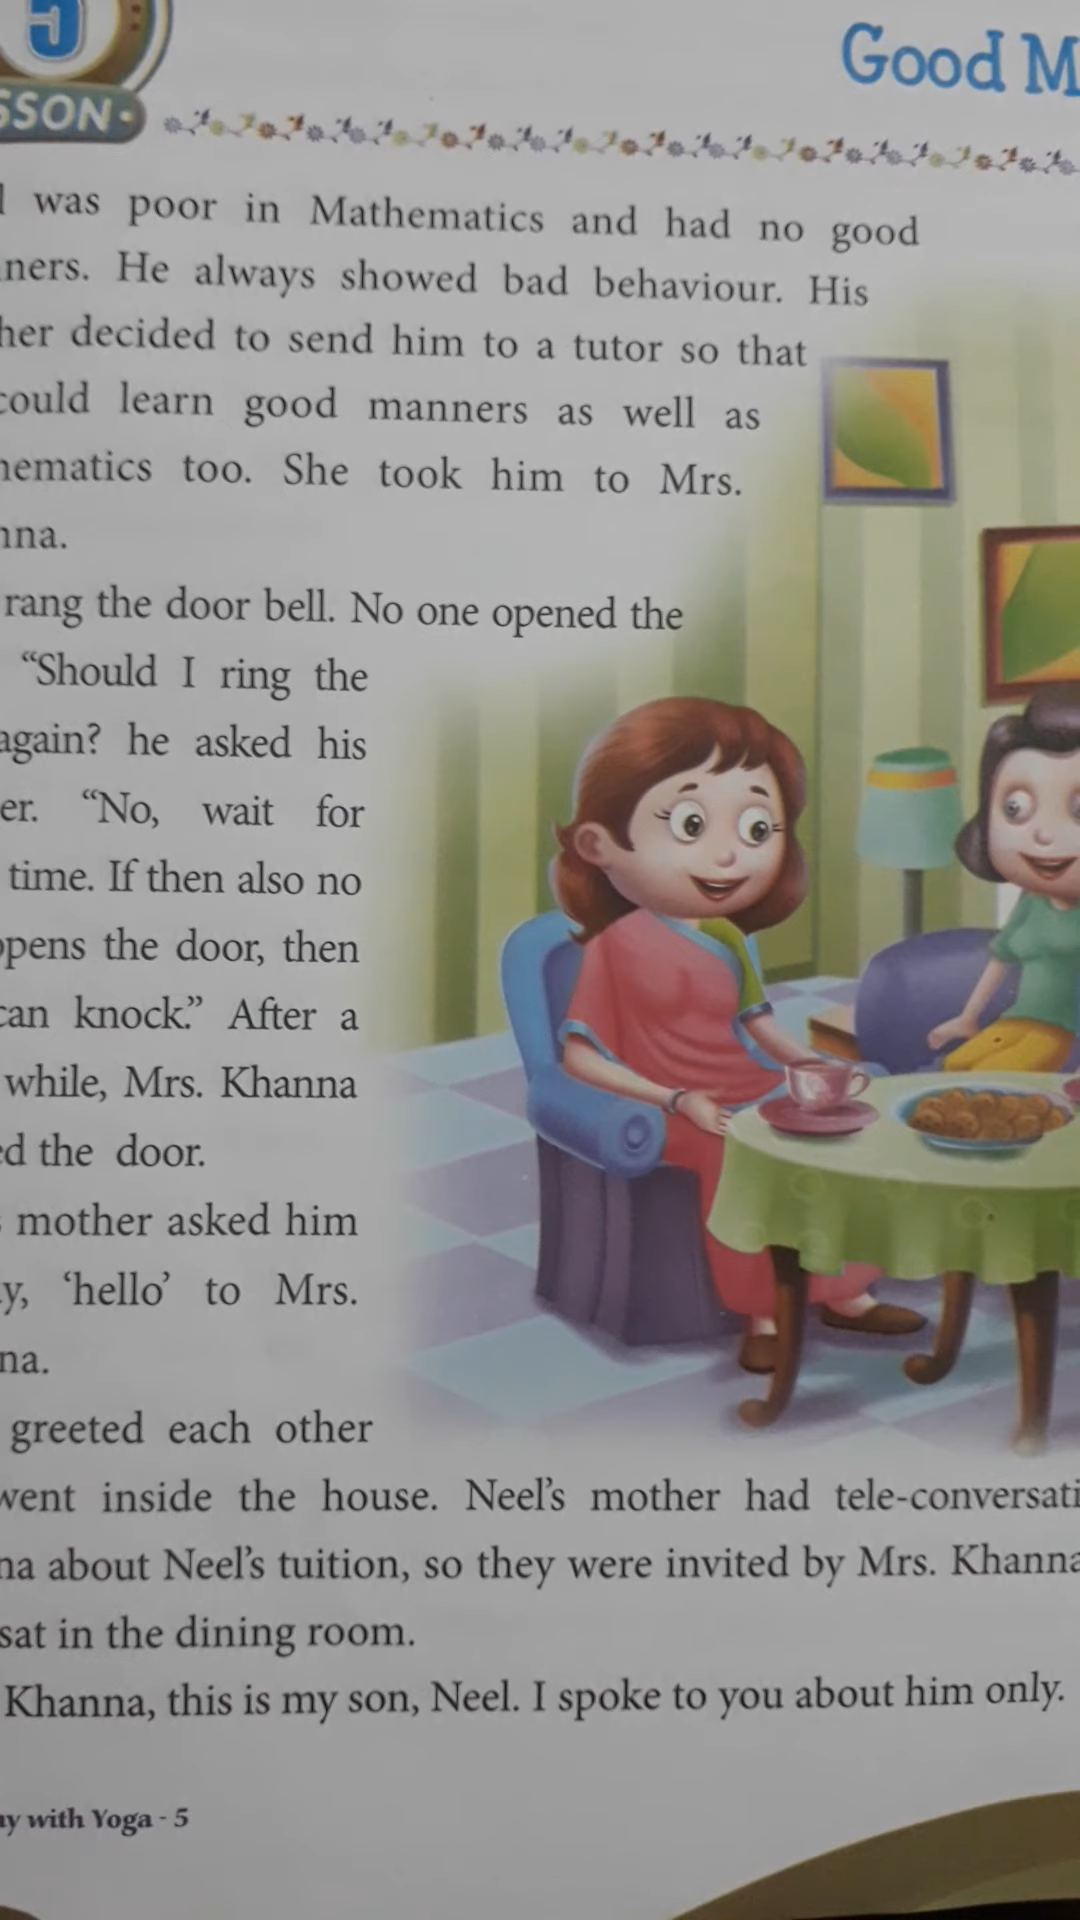 5
Good M
SSON
was poor in Mathematics and had no good
ners. He always showed bad behaviour. His
her decided to send him to a tutor so that
could learn good manners as well as
hematics too. She took him to Mrs.
nna.
rang the door bell. No one opened the
“Should I ring the
again? he asked his
er. “No, wait for
time. If then also no
opens the door, then
can knock.” After a
while, Mrs. Khanna
ed the door.
mother asked him
y, ‘hello’ to Mrs.
na.
greeted each other
went inside the house. Neel’s mother had tele-conversati
na about Neel’s tuition, so they were invited by Mrs. Khanna
sat in the dining room.
Khanna, this is my son, Neel. I spoke to you about him only.
ay with Yoga - 5